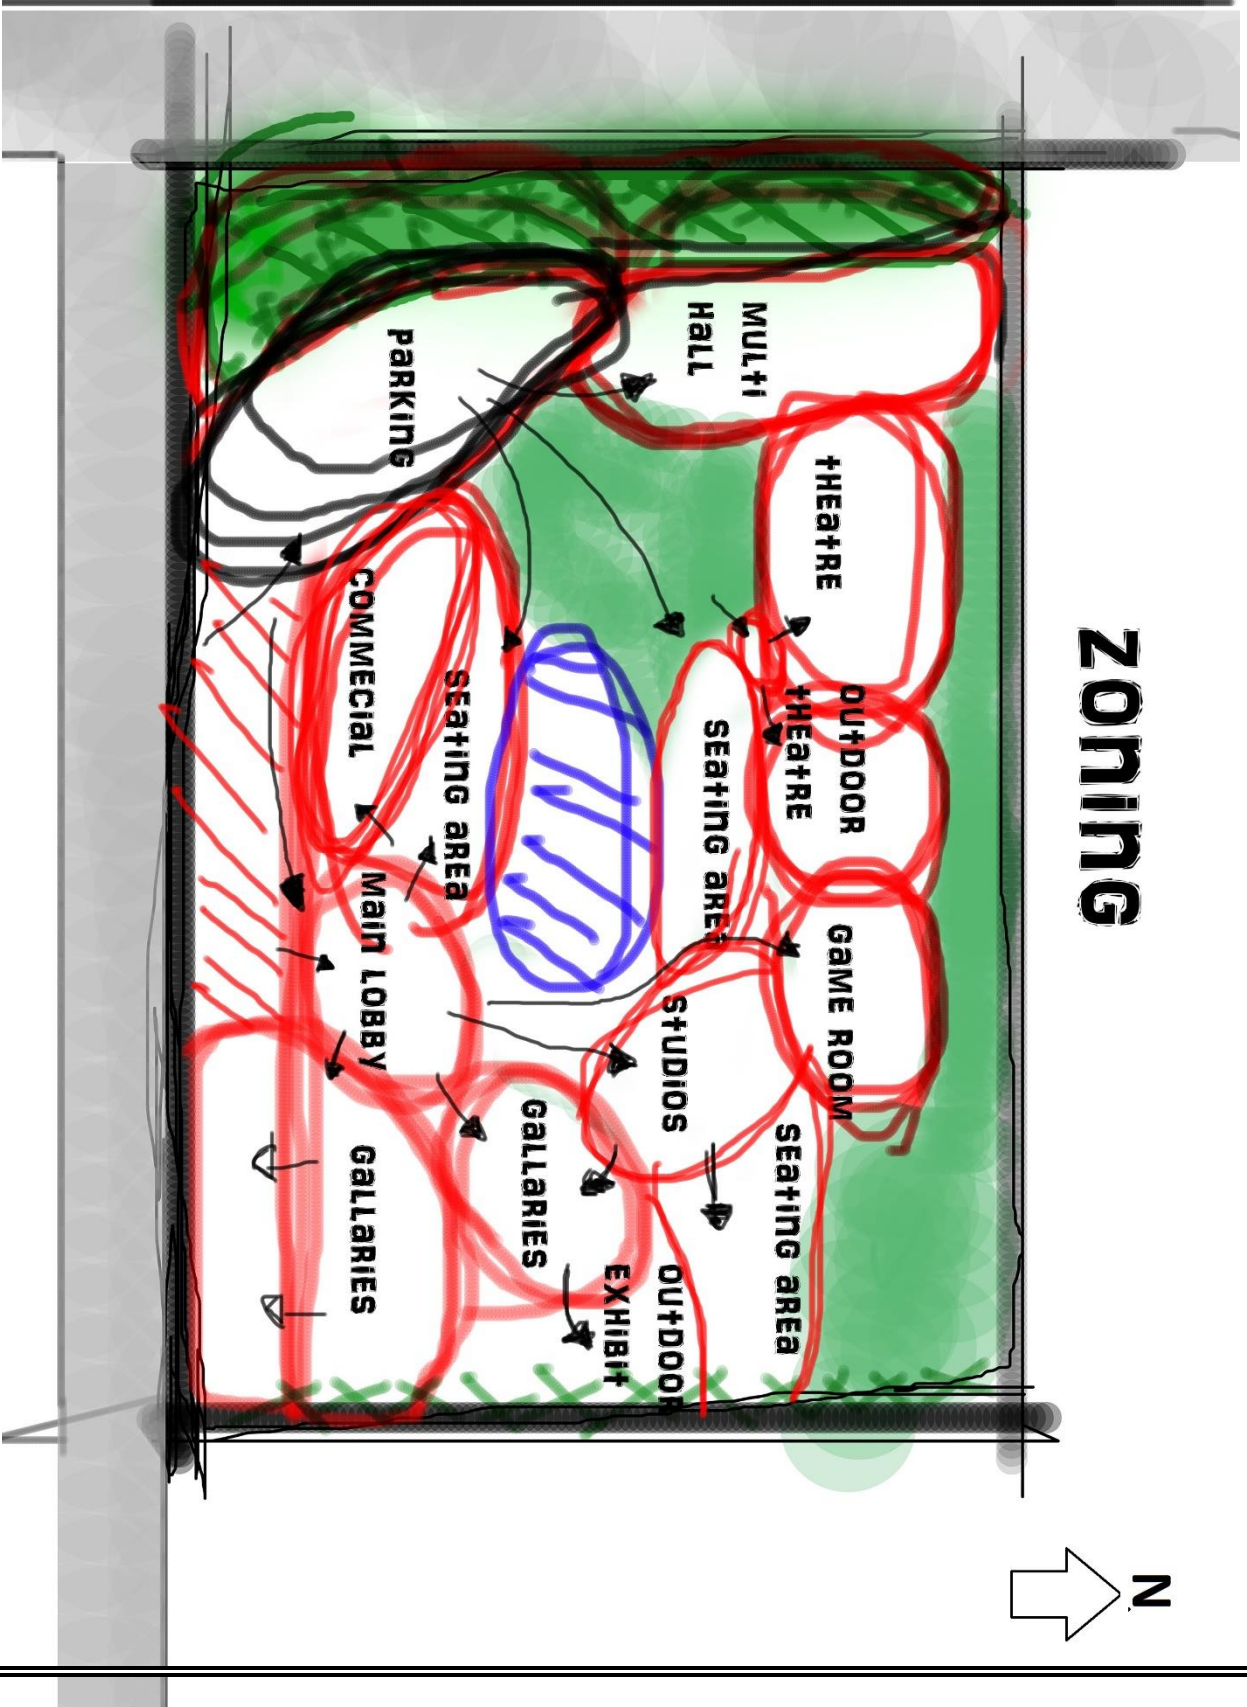 ZONING
N
MULTI
HALL
THEATRE
OUTDOOR
THEATRE
GAME ROOM
SEATING AREA
SEATING AREA
STUDIOS
OUTDOOR
EXHIBIT
GALLARIES
SEATING AREA
PARKING
COMMECIAL
MAIN LOBBY
GALLARIES